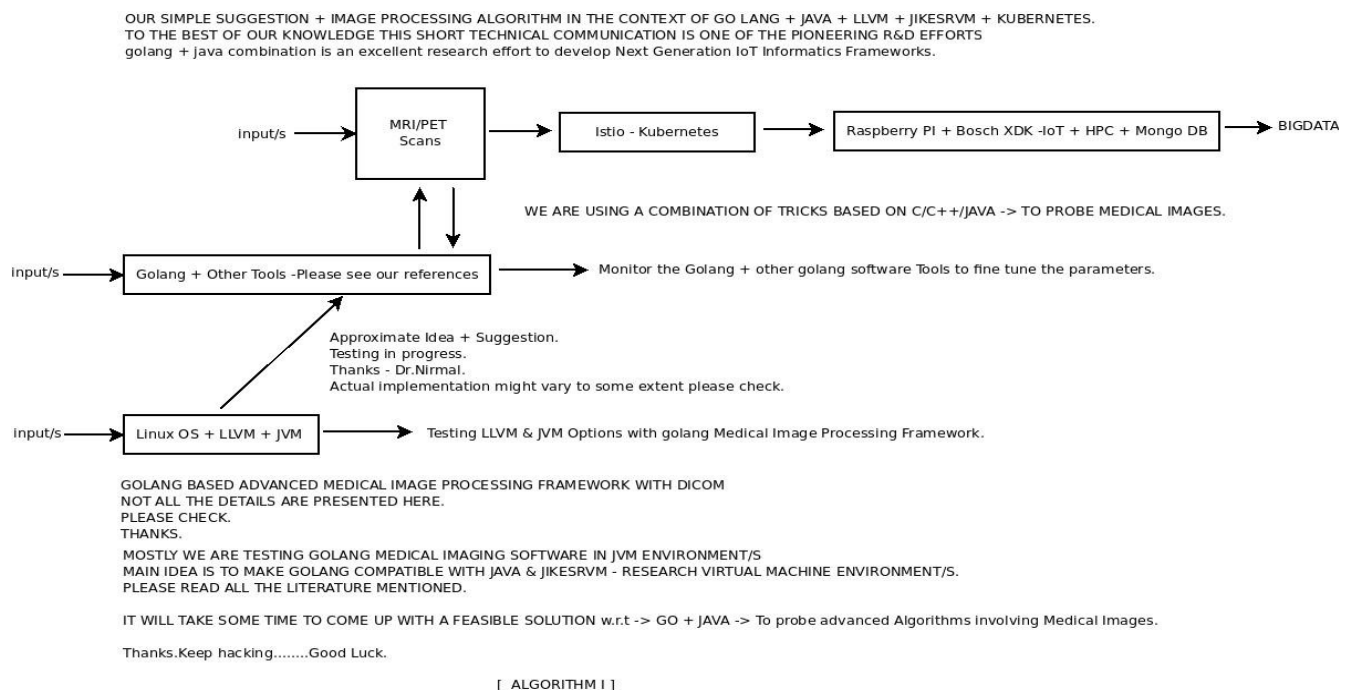 OUR SIMPLE SUGGESTION + IMAGE PROCESSING ALGORITHM IN THE CONTEXT OF GO LANG + JAVA + LLVM + JIKESRVM + KUBERNETES.
TO THE BEST OF OUR KNOWLEDGE THIS SHORT TECHNICAL COMMUNICATION IS ONE OF THE PIONEERING R&D EFFORTS
golang + java combination is an excellent research effort to develop Next Generation IoT Informatics Frameworks.
input/s
MRI/PET
Scans
Istio - Kubernetes
Raspberry PI + Bosch XDK -IoT + HPC + Mongo DB
BIGDATA
WE ARE USING A COMBINATION OF TRICKS BASED ON C/C++/JAVA -> TO PROBE MEDICAL IMAGES.
input/s
Golang + Other Tools -Please see our references
Monitor the Golang + other golang software Tools to fine tune the parameters.
Approximate Idea + Suggestion.
Testing in progress.
Thanks - Dr.Nirmal.
Actual implementation might vary to some extent please check.
input/s
Linux OS + LLVM + JVM
Testing LLVM & JVM Options with golang Medical Image Processing Framework.
GOLANG BASED ADVANCED MEDICAL IMAGE PROCESSING FRAMEWORK WITH DICOM
NOT ALL THE DETAILS ARE PRESENTED HERE.
PLEASE CHECK.
THANKS.
MOSTLY WE ARE TESTING GOLANG MEDICAL IMAGING SOFTWARE IN JVM ENVIRONMENT/S
MAIN IDEA IS TO MAKE GOLANG COMPATIBLE WITH JAVA & JIKESRVM - RESEARCH VIRTUAL MACHINE ENVIRONMENT/S.
PLEASE READ ALL THE LITERATURE MENTIONED.
IT WILL TAKE SOME TIME TO COME UP WITH A FEASIBLE SOLUTION w.r.t -> GO + JAVA -> To probe advanced Algorithms involving Medical Images.
Thanks.Keep hacking........Good Luck.
[ ALGORITHM I ]